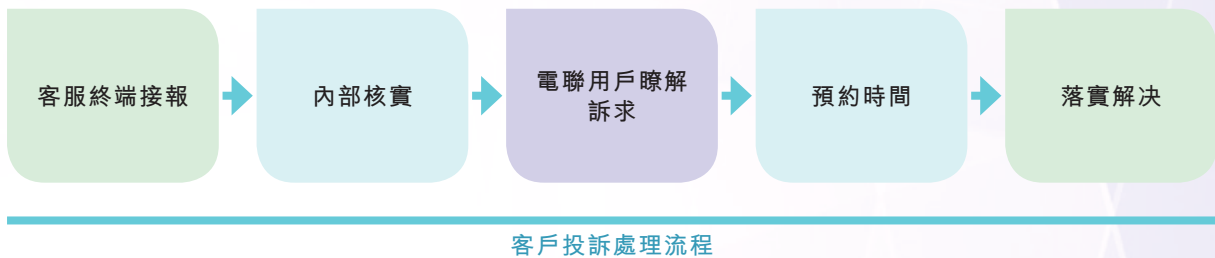 客服終端接報
內部核實
電聯用戶瞭解
訴求
預約時間
落實解決
客戶投訴處理流程